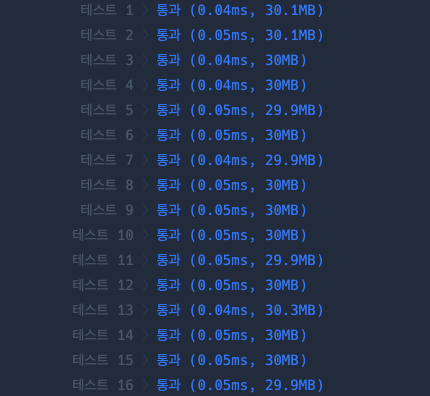 테스트 1 > 통과 (0.04ms, 30.1MB)
테스트 2 > 통과 (0.05ms, 30.1MB)
테스트 3 > 통과 (0.04ms, 30MB)
테스트 4 > 통과 (0.04ms, 30MB)
테스트 5 > 통과 (0.05ms, 29.9MB)
테스트 6 > 통과 (0.05ms, 30MB)
테스트 7 > 통과 (0.04ms, 29.9MB)
테스트 8 > 통과 (0.05ms, 30MB)
테스트 9 > 통과 (0.05ms, 30MB)
테스트 10 > 통과 (0.05ms, 30MB)
테스트 11 > 통과 (0.05ms, 29.9MB)
테스트 12 > 통과 (0.05ms, 30MB)
테스트 13 > 통과 (0.04ms, 30.3MB)
테스트 14 > 통과 (0.05ms, 30MB)
테스트 15 > 통과 (0.05ms, 30MB)
테스트 16 > 통과 (0.05ms, 29.9MB)